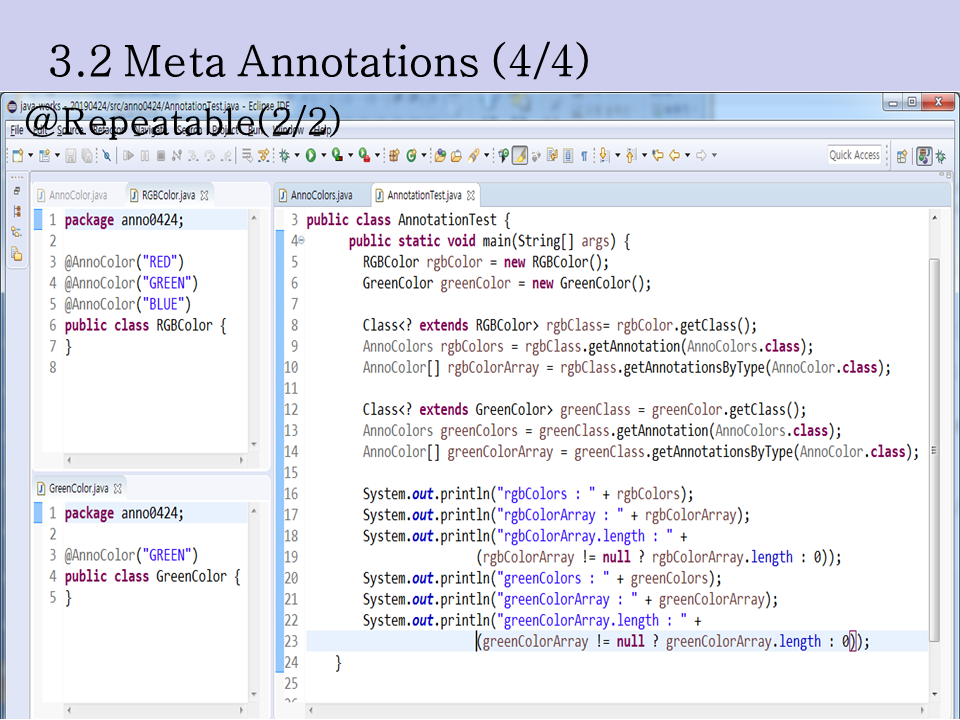 3.2 Meta Annotations (4/4)
java-works - 20190424/src/anno0424/AnnotationTest.java - Eclipse IDE
@Repeatable(2/2)
File Edit Source Refactor Navigate Search Project Run Window Help
Quick Access
AnnoColor.java RGBColor.java
1 package anno0424;
2
3 @AnnoColor("RED")
4 @AnnoColor("GREEN")
5 @AnnoColor("BLUE")
6 public class RGBColor {
7 }
8
GreenColor.java
1 package anno0424;
2
3 @AnnoColor("GREEN")
4 public class GreenColor {
5 }
AnnoColors.java AnnotationTest.java
3 public class AnnotationTest {
4 public static void main(String[] args) {
5 RGBColor rgbColor = new RGBColor();
6 GreenColor greenColor = new GreenColor();
7
8 Class<? extends RGBColor> rgbClass= rgbColor.getClass();
9 AnnoColors rgbColors = rgbClass.getAnnotation(AnnoColors.class);
10 AnnoColor[] rgbColorArray = rgbClass.getAnnotationsByType(AnnoColor.class);
11
12 Class<? extends GreenColor> greenClass = greenColor.getClass();
13 AnnoColors greenColors = greenClass.getAnnotation(AnnoColors.class);
14 AnnoColor[] greenColorArray = greenClass.getAnnotationsByType(AnnoColor.class);
15
16 System.out.println("rgbColors : " + rgbColors);
17 System.out.println("rgbColorArray : " + rgbColorArray);
18 System.out.println("rgbColorArray.length : " +
19 (rgbColorArray != null ? rgbColorArray.length : 0));
20 System.out.println("greenColors : " + greenColors);
21 System.out.println("greenColorArray : " + greenColorArray);
22 System.out.println("greenColorArray.length : " +
23 (greenColorArray != null ? greenColorArray.length : 0));
24 }
25